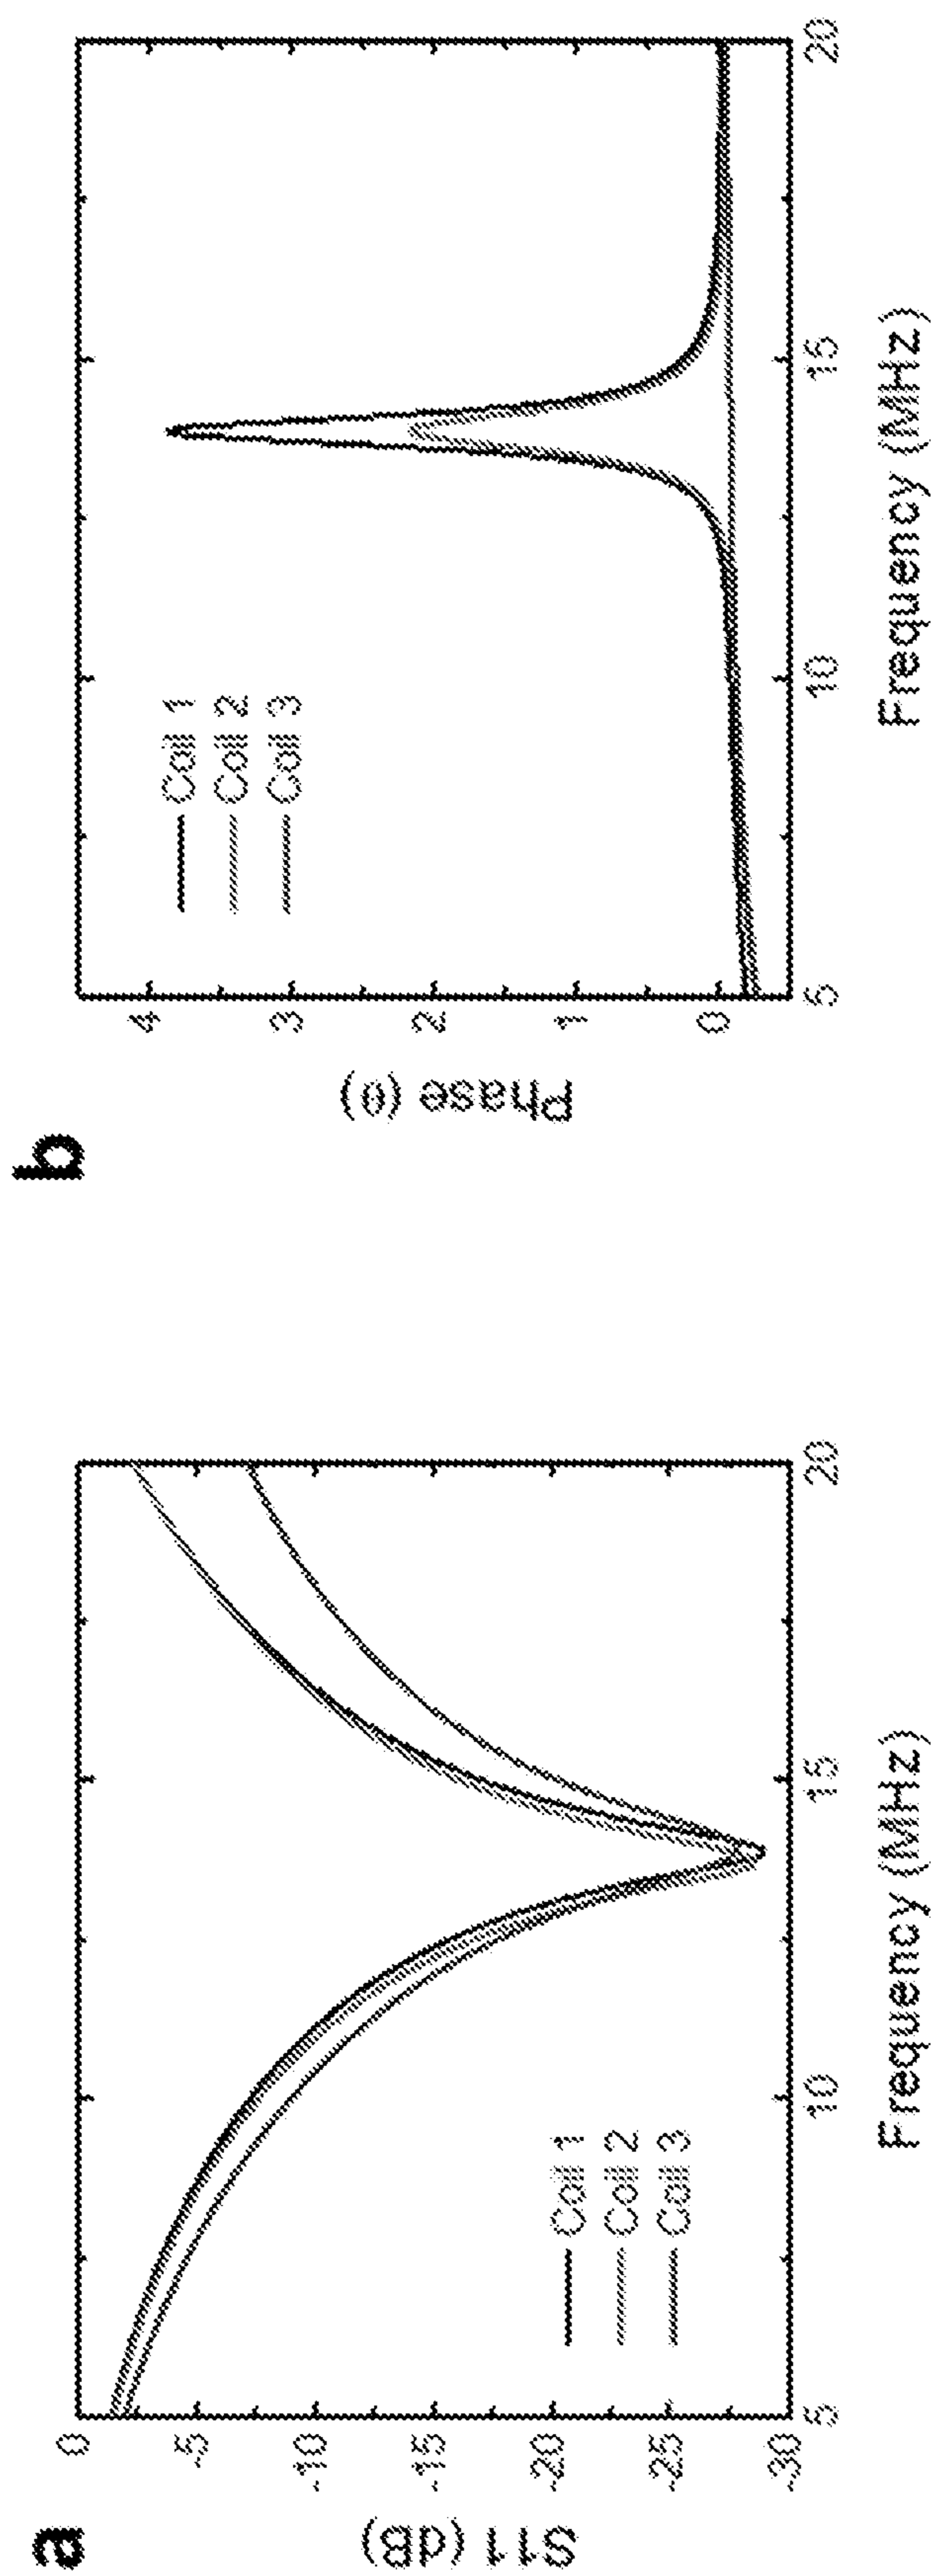 a
S11 (dB)
0
-5
-10
-15
-20
-25
-30
Coil 1
Coil 2
Coil 3
5
10
15
20
Frequency (MHz)
b
Phase (θ)
4
3
2
1
0
Coil 1
Coil 2
Coil 3
5
10
15
20
Frequency (MHz)